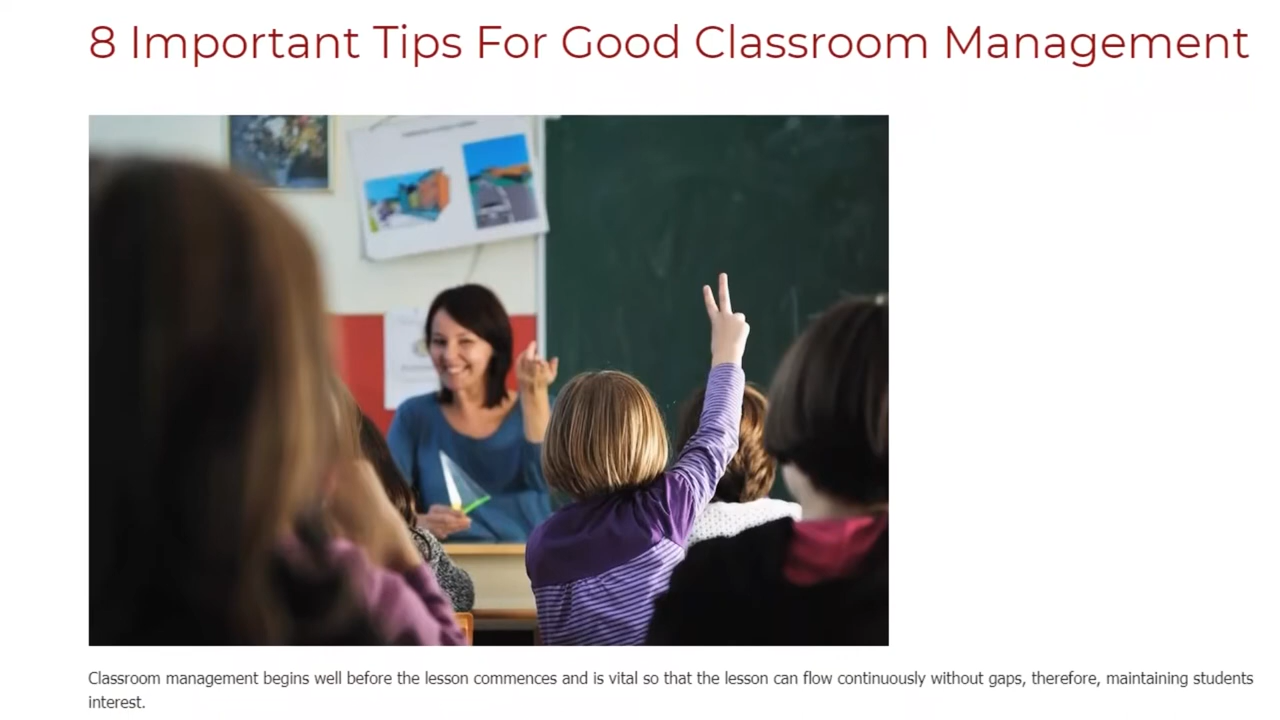 8 Important Tips For Good Classroom Management
Classroom management begins well before the lesson commences and is vital so that the lesson can flow continuously without gaps, therefore, maintaining students
interest.